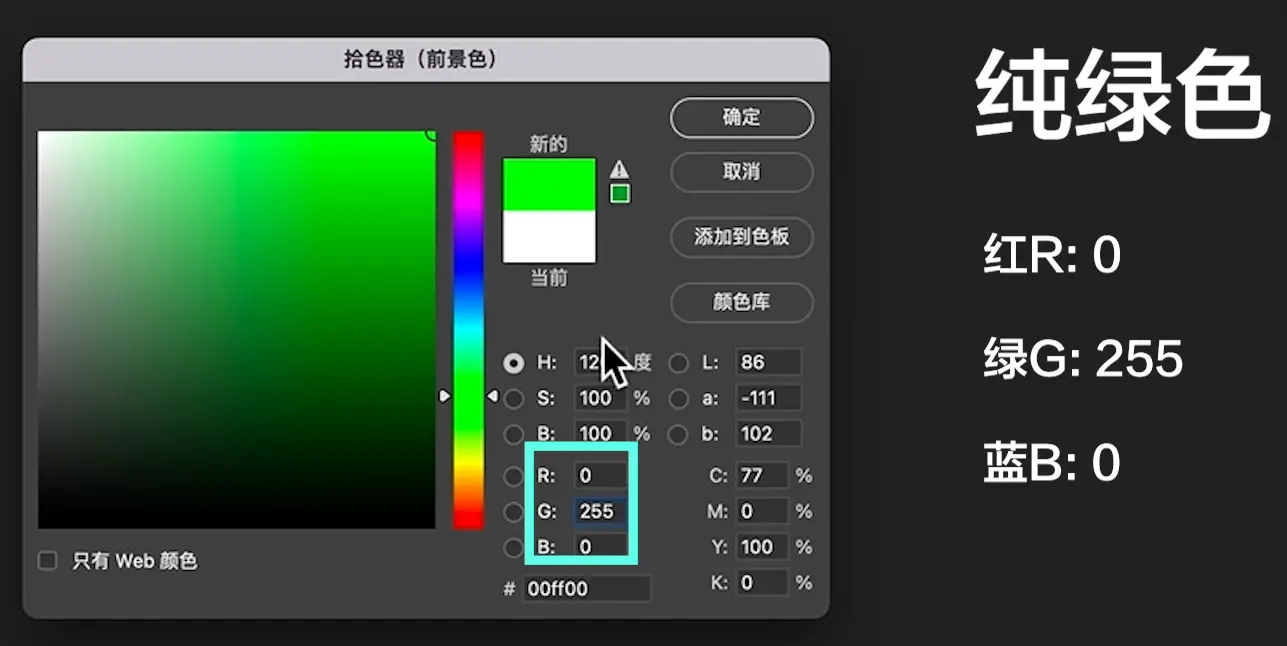 拾色器（前景色）
纯绿色
确定
新的
取消
添加到色板
当前
颜色库
红R: 0
绿G: 255
蓝B: 0
H: 度 L: 86
S: 100 % a: -111
B: 100 % b: 102
R: 0 C: 77 %
G: 255 M: 0 %
B: 0 Y: 100 %
K: 0 %
只有 Web 颜色
# 00ff00